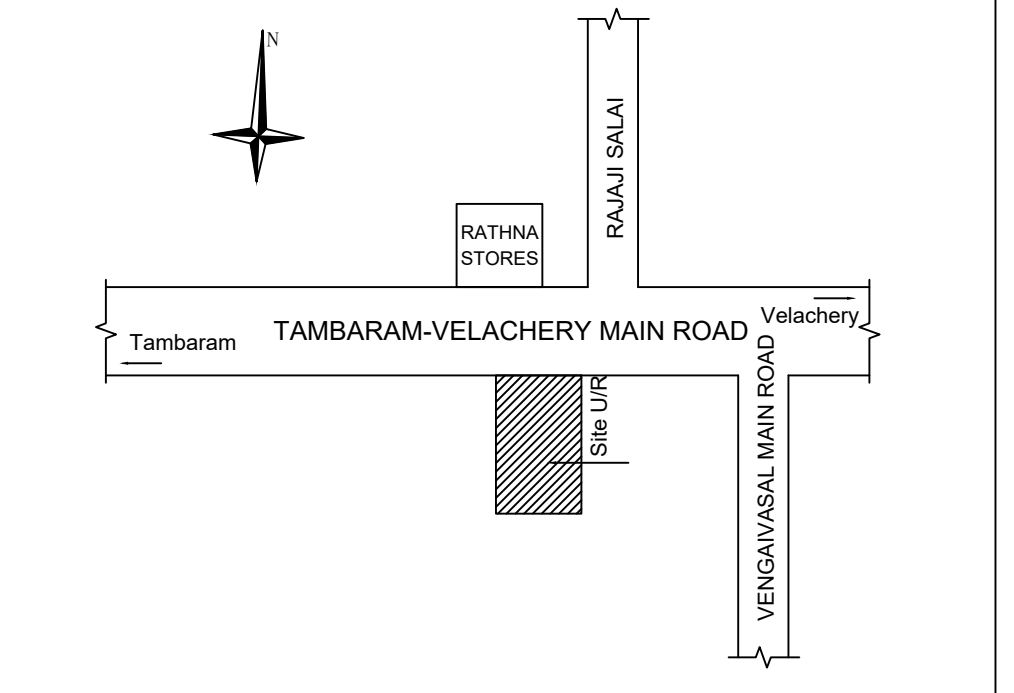 N
RAJAJI SALAI
RATHNA
STORES
Velachery
TAMBARAM-VELACHERY MAIN ROAD
Tambaram
Site U/R
VENGAIVASAL MAIN ROAD